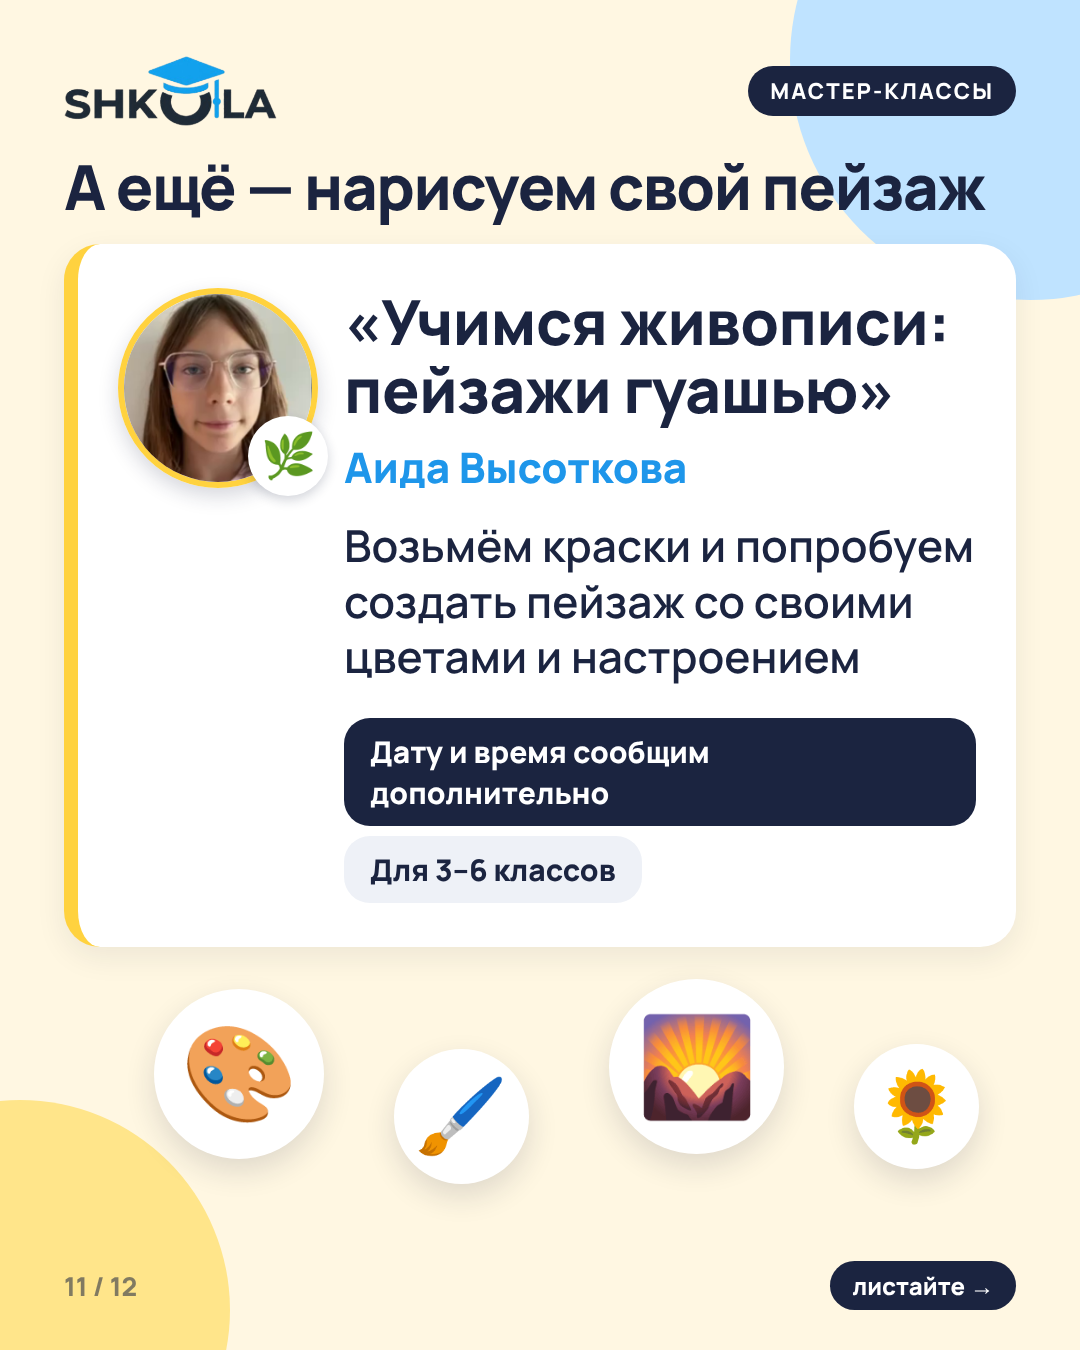 SHKOLA
МАСТЕР-КЛАССЫ
А ещё — нарисуем свой пейзаж
«Учимся живописи:
пейзажи гуашью»
Аида Высоткова
Возьмём краски и попробуем
создать пейзаж со своими
цветами и настроением
Дату и время сообщим
дополнительно
Для 3–6 классов
11 / 12
листайте →